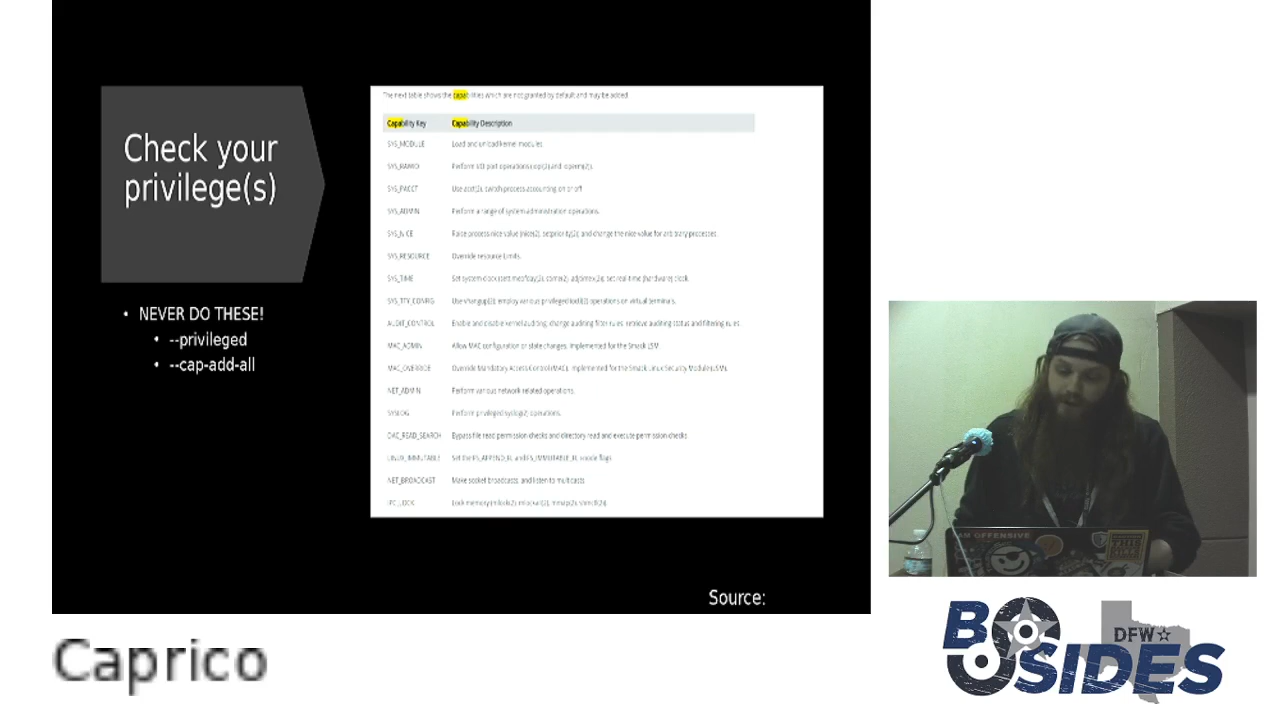 Check your
privilege(s)
• NEVER DO THESE!
• --privileged
• --cap-add-all
The next table shows the capabilities which are not granted by default and may be added.
Capability Key Capability Description
SYS_MODULE Load and unload kernel modules.
SYS_RAWIO Perform I/O port operations (iopl(2) and ioperm(2)).
SYS_PACCT Use acct(2), switch process accounting on or off.
SYS_ADMIN Perform a range of system administration operations.
SYS_NICE Raise process nice value (nice(2), setpriority(2)) and change the nice value for arbitrary processes.
SYS_RESOURCE Override resource Limits.
SYS_TIME Set system clock (settimeofday(2), stime(2), adjtimex(2)); set real-time (hardware) clock.
SYS_TTY_CONFIG Use vhangup(2); employ various privileged ioctl(2) operations on virtual terminals.
AUDIT_CONTROL Enable and disable kernel auditing; change auditing filter rules; retrieve auditing status and filtering rules.
MAC_ADMIN Allow MAC configuration or state changes. Implemented for the Smack LSM.
MAC_OVERRIDE Override Mandatory Access Control (MAC). Implemented for the Smack Linux Security Module (LSM).
NET_ADMIN Perform various network-related operations.
SYSLOG Perform privileged syslog(2) operations.
DAC_READ_SEARCH Bypass file read permission checks and directory read and execute permission checks.
LINUX_IMMUTABLE Set the FS_APPEND_FL and FS_IMMUTABLE_FL i-node flags.
NET_BROADCAST Make socket broadcasts, and listen to multicasts.
IPC_LOCK Lock memory (mlock(2), mlockall(2), mmap(2), shmctl(2)).
Source:
I AM OFFENSIVE
Caprico
BSIDES
DFW